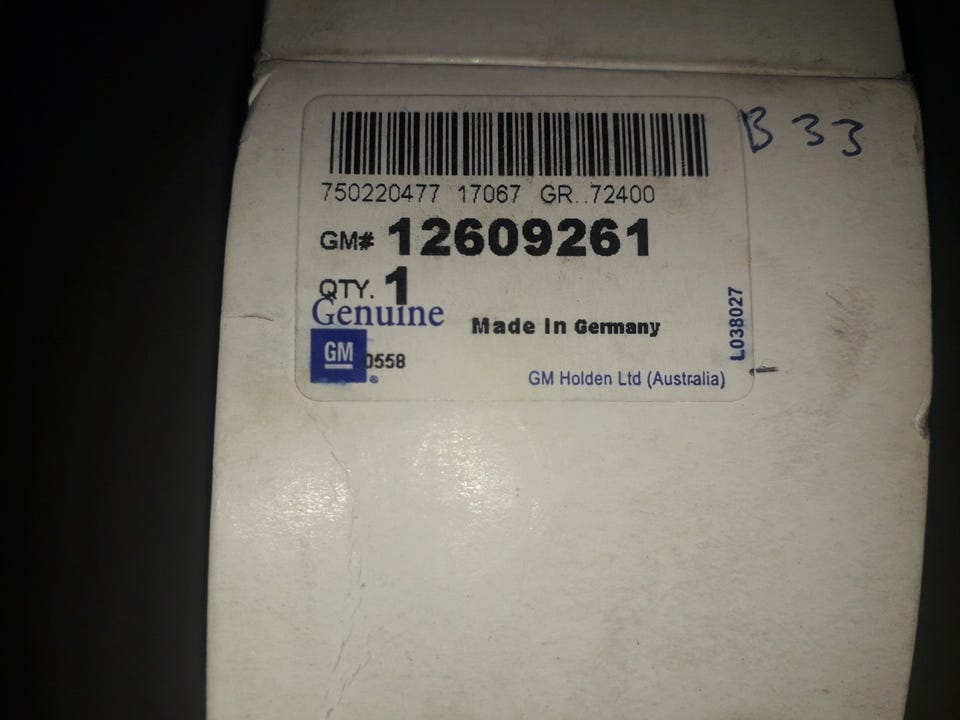 B 33
750220477 17067 GR..72400
GM# 12609261
QTY. 1
Genuine
Made In Germany
GM
0558
®
GM Holden Ltd (Australia)
L038027